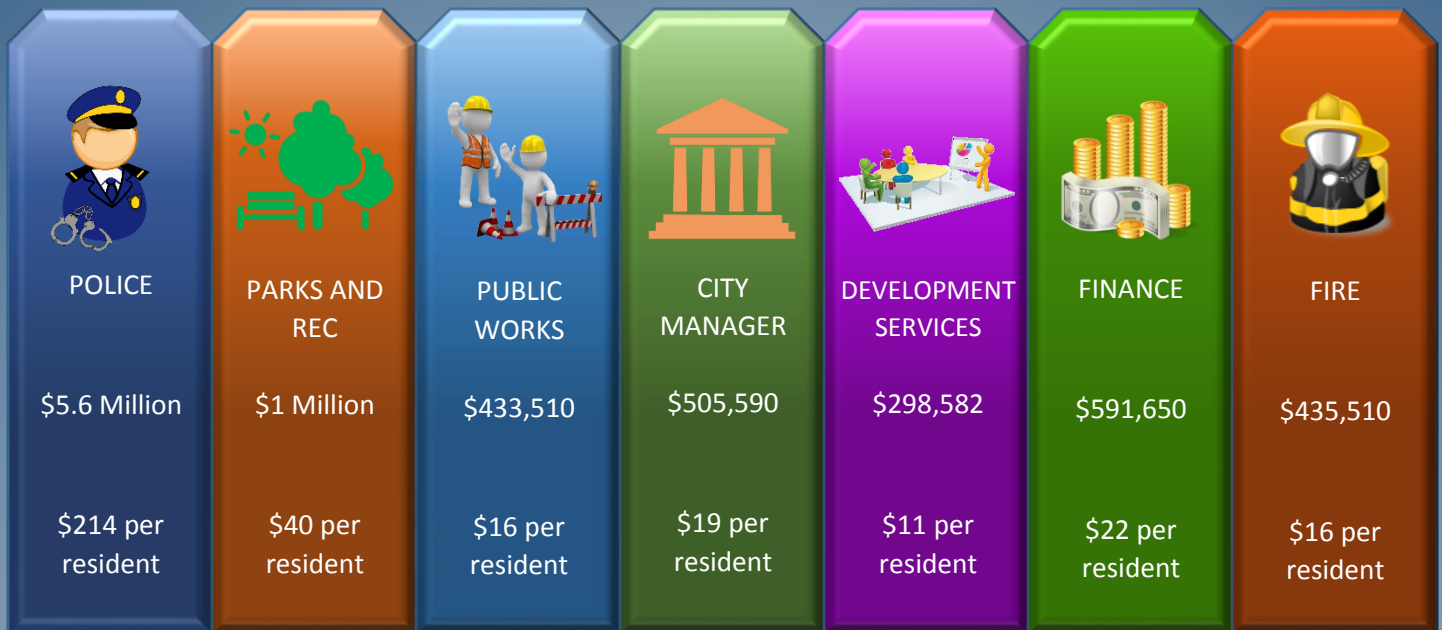 POLICE
$5.6 Million
$214 per
resident
PARKS AND
REC
$1 Million
$40 per
resident
PUBLIC
WORKS
$433,510
$16 per
resident
CITY
MANAGER
$505,590
$19 per
resident
DEVELOPMENT
SERVICES
$298,582
$11 per
resident
FINANCE
$591,650
$22 per
resident
FIRE
$435,510
$16 per
resident